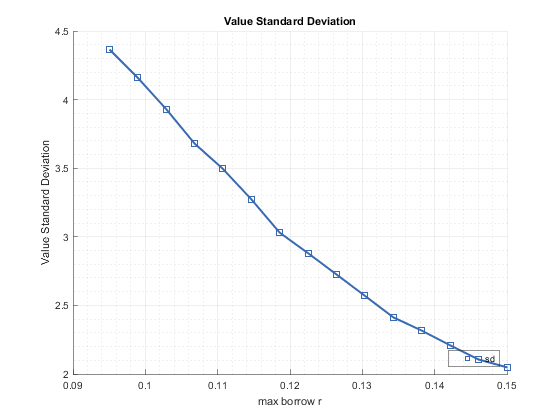 Value Standard Deviation
4.5
4
3.5
3
2.5
2
Value Standard Deviation
sd
0.09 0.1 0.11 0.12 0.13 0.14 0.15
max borrow r